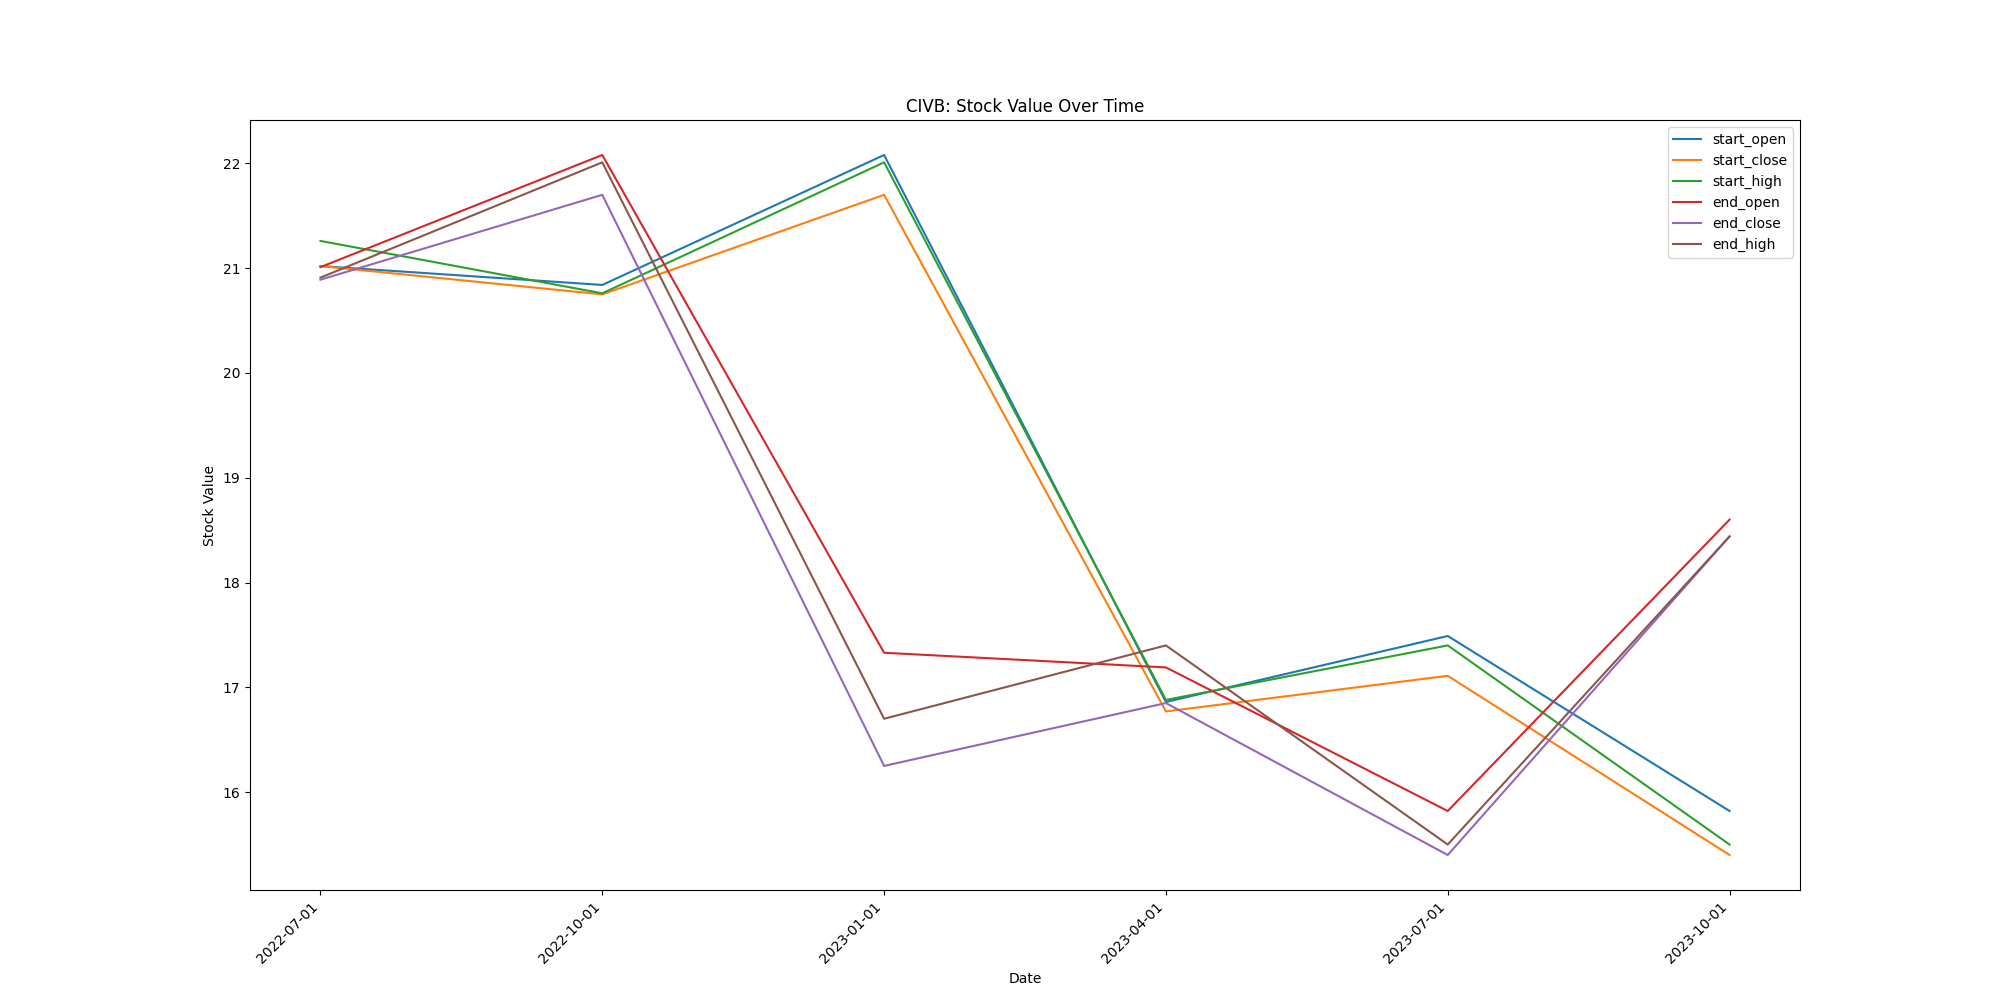 CIVB: Stock Value Over Time
start_open
start_close
start_high
end_open
end_close
end_high
Stock Value
22
21
20
19
18
17
16
2022-07-01
2022-10-01
2023-01-01
2023-04-01
2023-07-01
2023-10-01
Date